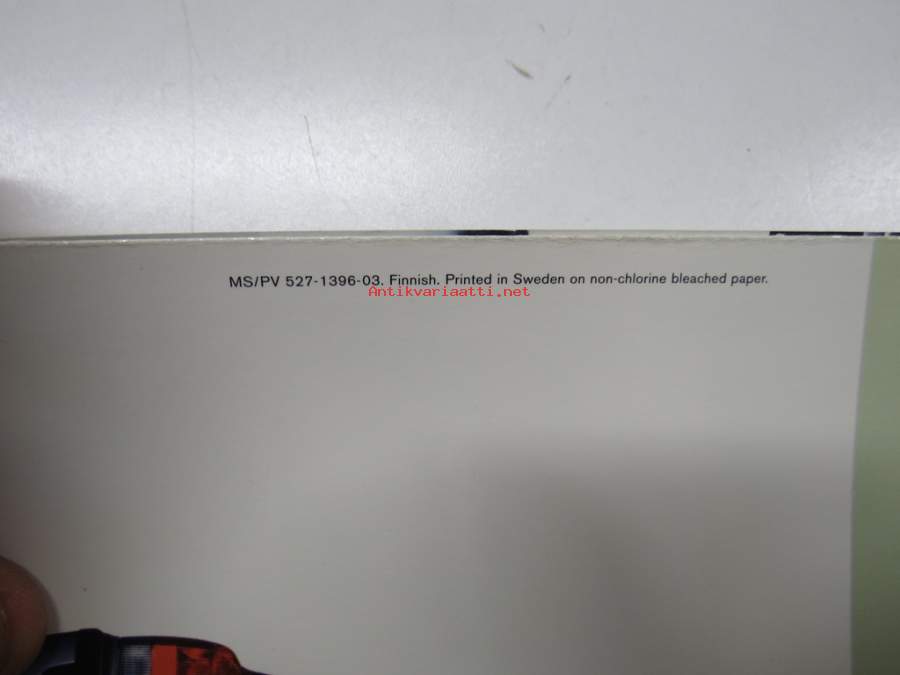 MS/PV 527-1396-03. Finnish. Printed in Sweden on non-chlorine bleached paper.
Antikvariaatti.net